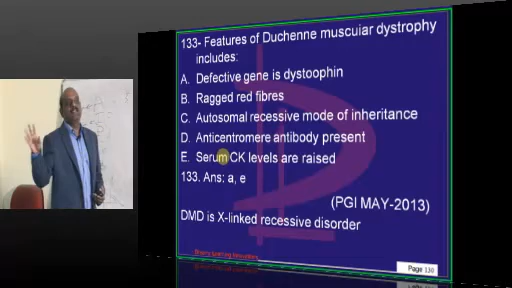 133- Features of Duchenne muscuiar dystrophy
includes:
A. Defective gene is dystoophin
B. Ragged red fibres
C. Autosomal recessive mode of inheritance
D. Anticentromere antibody present
E. Serum CK levels are raised
133. Ans: a, e
(PGI MAY-2013)
DMD is X-linked recessive disorder
Page 130